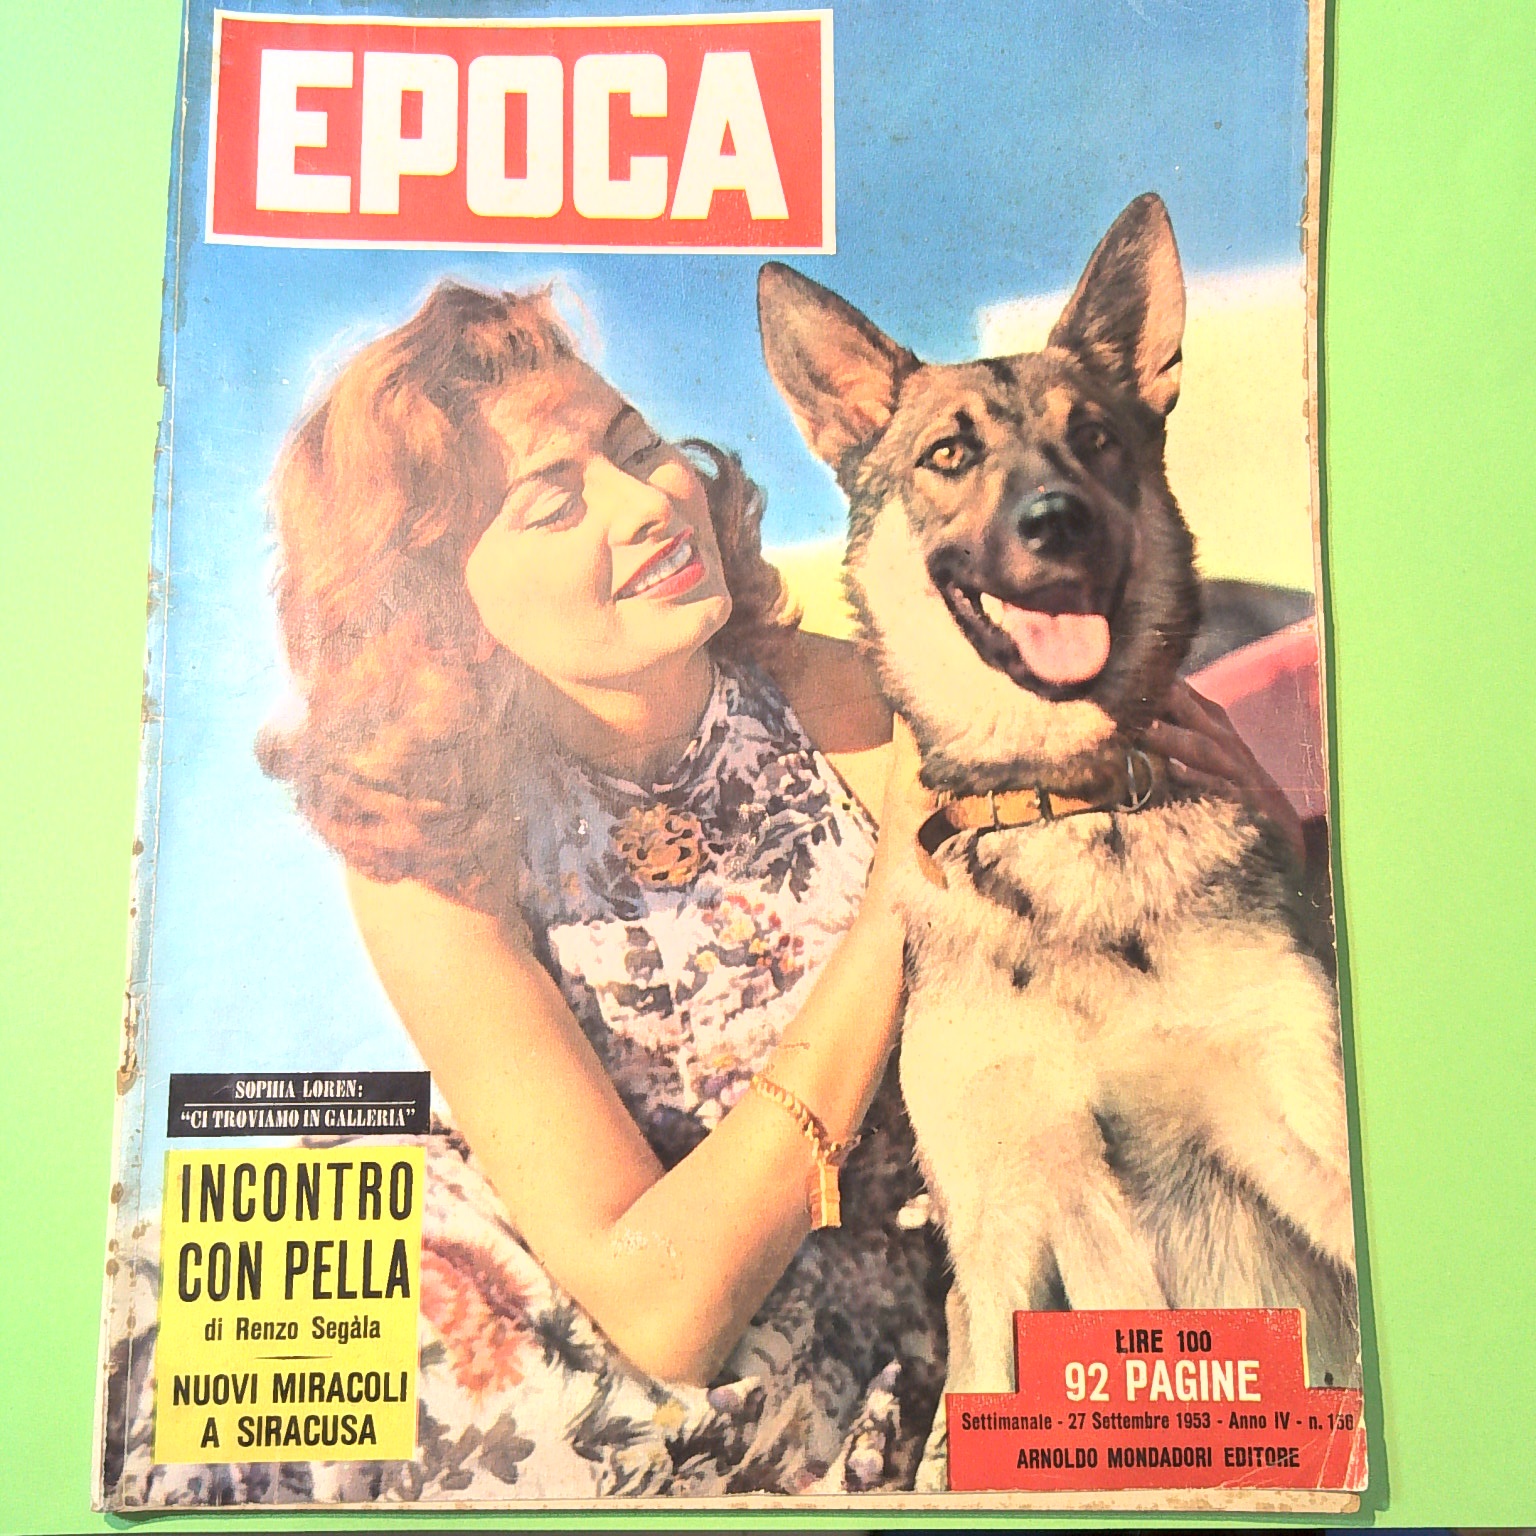 EPOCA
SOPHIA LOREN:
"CI TROVIAMO IN GALLERIA"
INCONTRO
CON PELLA
di Renzo Segàla
NUOVI MIRACOLI
A SIRACUSA
LIRE 100
92 PAGINE
Settimanale - 27 Settembre 1953 - Anno IV - n. 156
ARNOLDO MONDADORI EDITORE